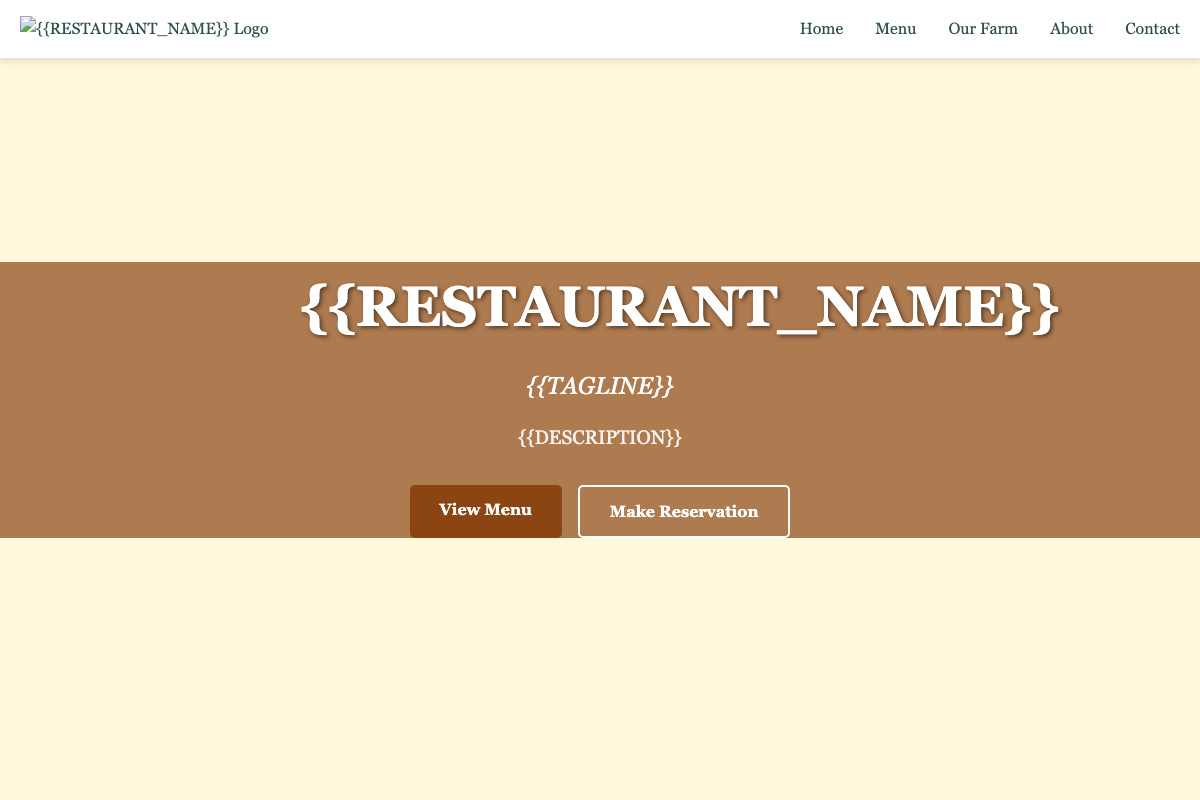 {{RESTAURANT_NAME}} Logo
Home Menu Our Farm About Contact
{{RESTAURANT_NAME}}
{{TAGLINE}}
{{DESCRIPTION}}
View Menu Make Reservation